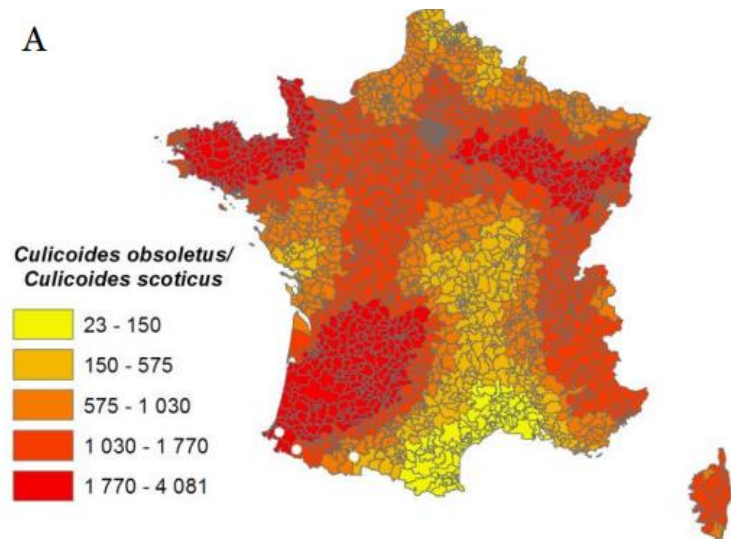 A
Culicoides obsoletus/
Culicoides scoticus
23 - 150
150 - 575
575 - 1 030
1 030 - 1 770
1 770 - 4 081